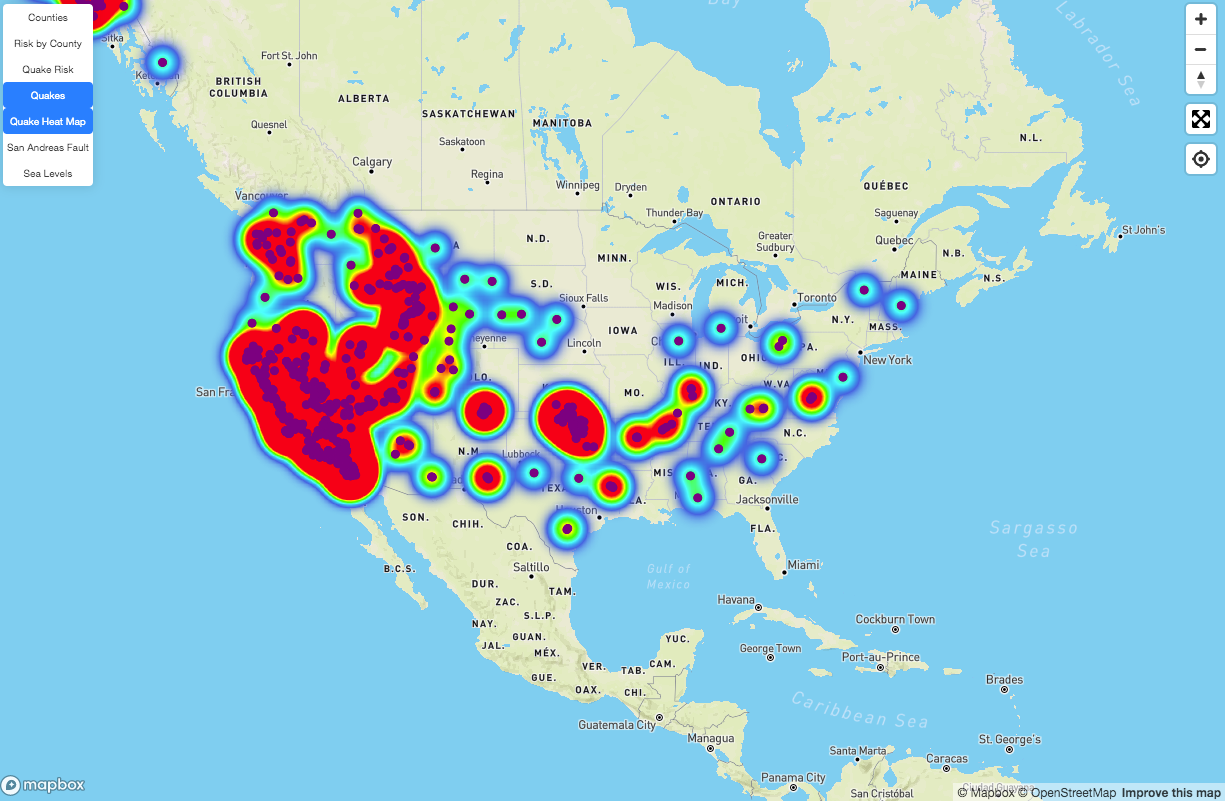 Counties
Risk by County
Quake Risk
Quakes
Quake Heat Map
San Andreas Fault
Sea Levels
Bay
Labrador Sea
Sitka
Fort St. John
BRITISH
COLUMBIA
ALBERTA
SASKATCHEWAN
MANITOBA
N.L.
Quesnel
Saskatoon
Calgary
Regina
Winnipeg
Dryden
ONTARIO
QUÉBEC
Vancouver
Thunder Bay
Saguenay
St John's
Greater
Sudbury
Quebec
N.B.
N.D.
MINN.
MAINE
N.S.
S.D.
WIS.
MICH.
Sioux Falls
Madison
Toronto
N.Y.
MASS.
IOWA
Lincoln
ILL.
IND.
OHIO
PA.
New York
San Fra
MO.
W.VA
KY.
N.C.
N.M.
Lubbock
TE
MIS
GA.
TEX
LA.
Jacksonville
SON.
CHIH.
FLA.
COA.
Sargasso
Sea
B.C.S.
Saltillo
Gulf of
Mexico
Miami
DUR.
TAM.
ZAC.
Havana
S.L.P.
Cockburn Town
NAY.
GUAN.
YUC.
JAL.
MÉX.
George Town
Port-au-Prince
VER.
TAB.
CAM.
GUE.
OAX.
CHI.
Brades
Caribbean Sea
Guatemala City
Managua
St. George's
Santa Marta
Caracas
Panama City
Ciudad Guayana
San Cristóbal
mapbox
© Mapbox © OpenStreetMap Improve this map